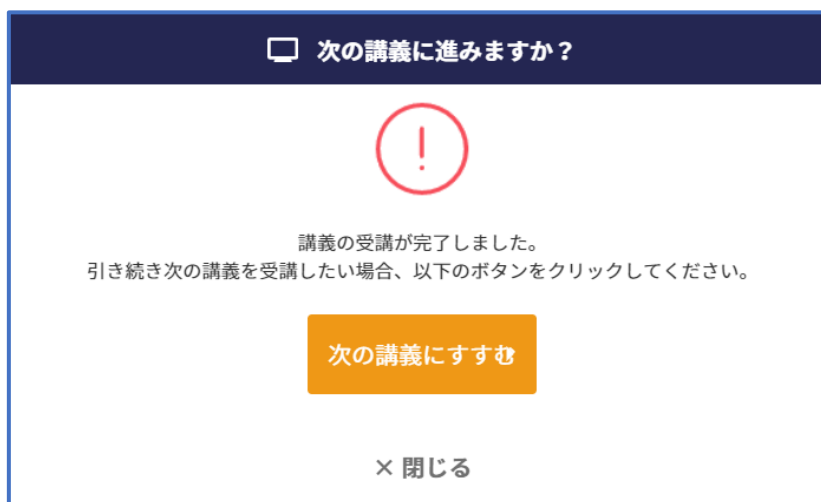 次の講義に進みますか？
講義の受講が完了しました。
引き続き次の講義を受講したい場合、以下のボタンをクリックしてください。
次の講義にすすむ
× 閉じる